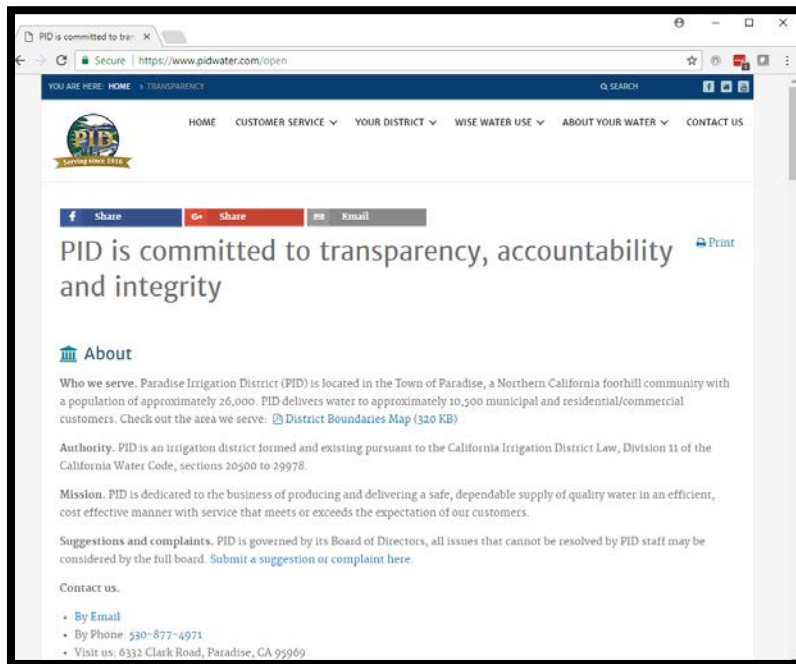 PID is committed to tran
Secure | https://www.pidwater.com/open
YOU ARE HERE: HOME › TRANSPARENCY SEARCH
PID
Serving since 1916
HOME CUSTOMER SERVICE YOUR DISTRICT WISE WATER USE ABOUT YOUR WATER CONTACT US
f Share G+ Share Email
PID is committed to transparency, accountability
and integrity
Print
About
Who we serve. Paradise Irrigation District (PID) is located in the Town of Paradise, a Northern California foothill community with
a population of approximately 26,000. PID delivers water to approximately 10,500 municipal and residential/commercial
customers. Check out the area we serve: District Boundaries Map (320 KB)
Authority. PID is an irrigation district formed and existing pursuant to the California Irrigation District Law, Division 11 of the
California Water Code, sections 20500 to 29978.
Mission. PID is dedicated to the business of producing and delivering a safe, dependable supply of quality water in an efficient,
cost effective manner with service that meets or exceeds the expectation of our customers.
Suggestions and complaints. PID is governed by its Board of Directors, all issues that cannot be resolved by PID staff may be
considered by the full board. Submit a suggestion or complaint here.
Contact us.
• By Email
• By Phone: 530-877-4971
• Visit us: 6332 Clark Road, Paradise, CA 95969